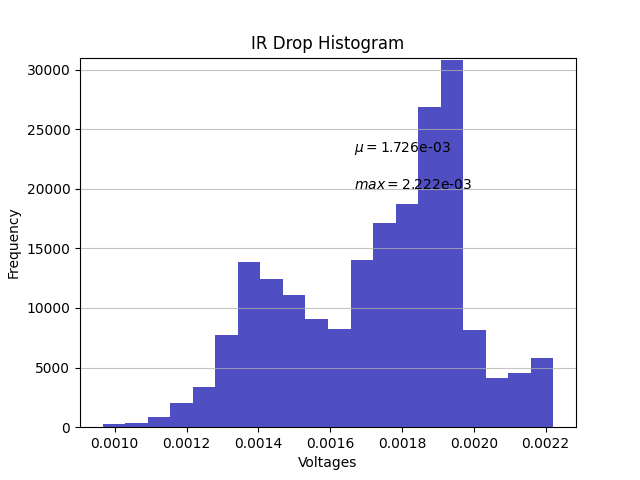 IR Drop Histogram
30000
25000
20000
15000
10000
5000
0
Frequency
μ = 1.726e-03
max = 2.222e-03
0.0010 0.0012 0.0014 0.0016 0.0018 0.0020 0.0022
Voltages